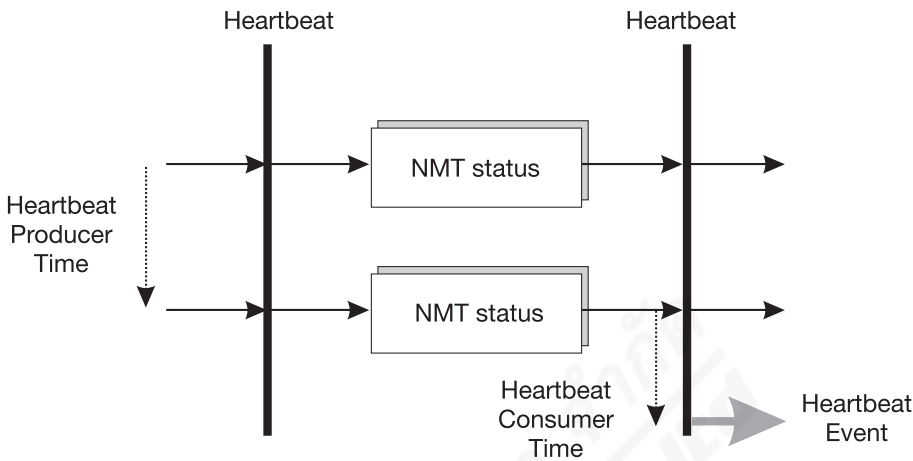 Heartbeat
Heartbeat
NMT status
Heartbeat
Producer
Time
NMT status
Heartbeat
Consumer
Time
Heartbeat
Event